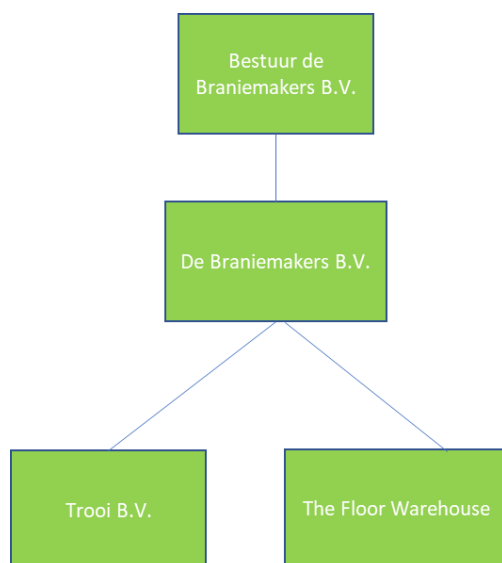 Bestuur de
Braniemakers B.V.
De Braniemakers B.V.
Trooi B.V.
The Floor Warehouse